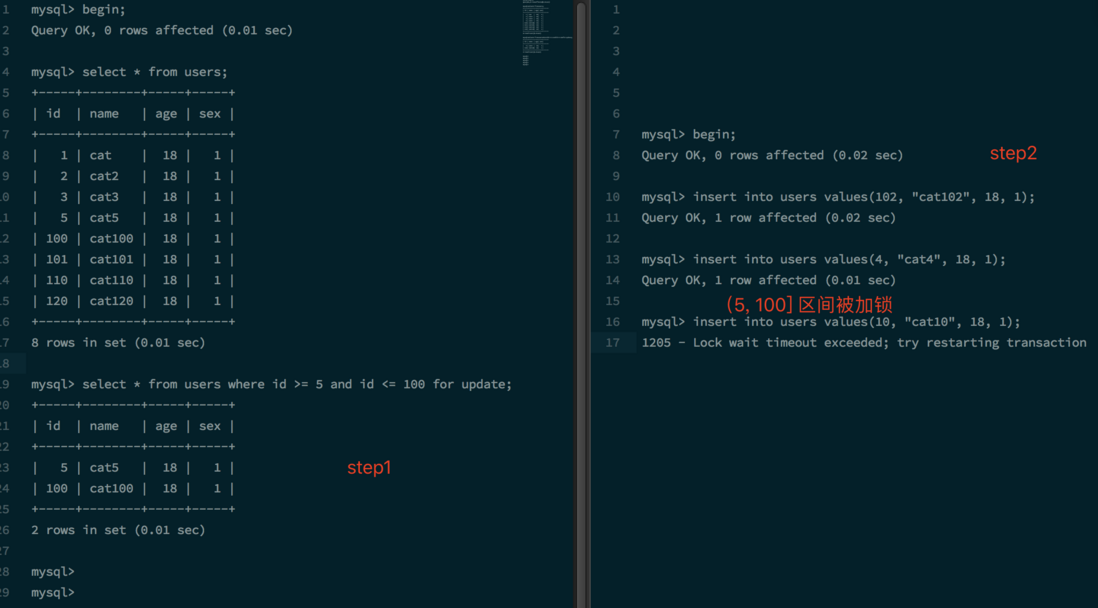 1 mysql> begin;
2 Query OK, 0 rows affected (0.01 sec)
3
4 mysql> select * from users;
5 +-----+--------+-----+-----+
6 | id | name | age | sex |
7 +-----+--------+-----+-----+
8 | 1 | cat | 18 | 1 |
9 | 2 | cat2 | 18 | 1 |
0 | 3 | cat3 | 18 | 1 |
1 | 5 | cat5 | 18 | 1 |
2 | 100 | cat100 | 18 | 1 |
3 | 101 | cat101 | 18 | 1 |
4 | 110 | cat110 | 18 | 1 |
5 | 120 | cat120 | 18 | 1 |
6 +-----+--------+-----+-----+
7 8 rows in set (0.01 sec)
8
9 mysql> select * from users where id >= 5 and id <= 100 for update;
20 +-----+--------+-----+-----+
21 | id | name | age | sex |
22 +-----+--------+-----+-----+
23 | 5 | cat5 | 18 | 1 |
24 | 100 | cat100 | 18 | 1 |
25 +-----+--------+-----+-----+
26 2 rows in set (0.01 sec)
27
28 mysql>
29 mysql>
step1
1
2
3
4
5
6
7 mysql> begin;
8 Query OK, 0 rows affected (0.02 sec)
step2
9
10 mysql> insert into users values(102, "cat102", 18, 1);
11 Query OK, 1 row affected (0.02 sec)
12
13 mysql> insert into users values(4, "cat4", 18, 1);
14 Query OK, 1 row affected (0.01 sec)
15
（5, 100] 区间被加锁
16 mysql> insert into users values(10, "cat10", 18, 1);
17 1205 - Lock wait timeout exceeded; try restarting transaction